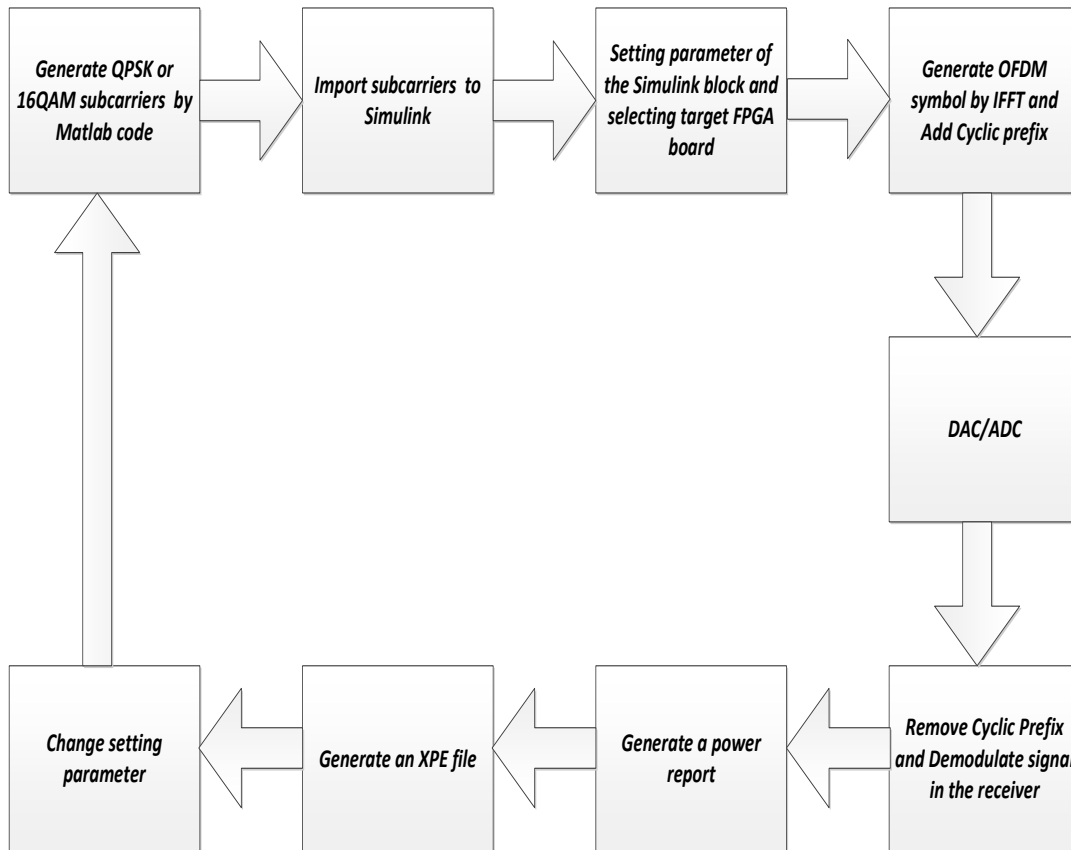 Generate QPSK or
16QAM subcarriers by
Matlab code
Import subcarriers to
Simulink
Setting parameter of
the Simulink block and
selecting target FPGA
board
Generate OFDM
symbol by IFFT and
Add Cyclic prefix
DAC/ADC
Remove Cyclic Prefix
and Demodulate signal
in the receiver
Generate a power
report
Generate an XPE file
Change setting
parameter